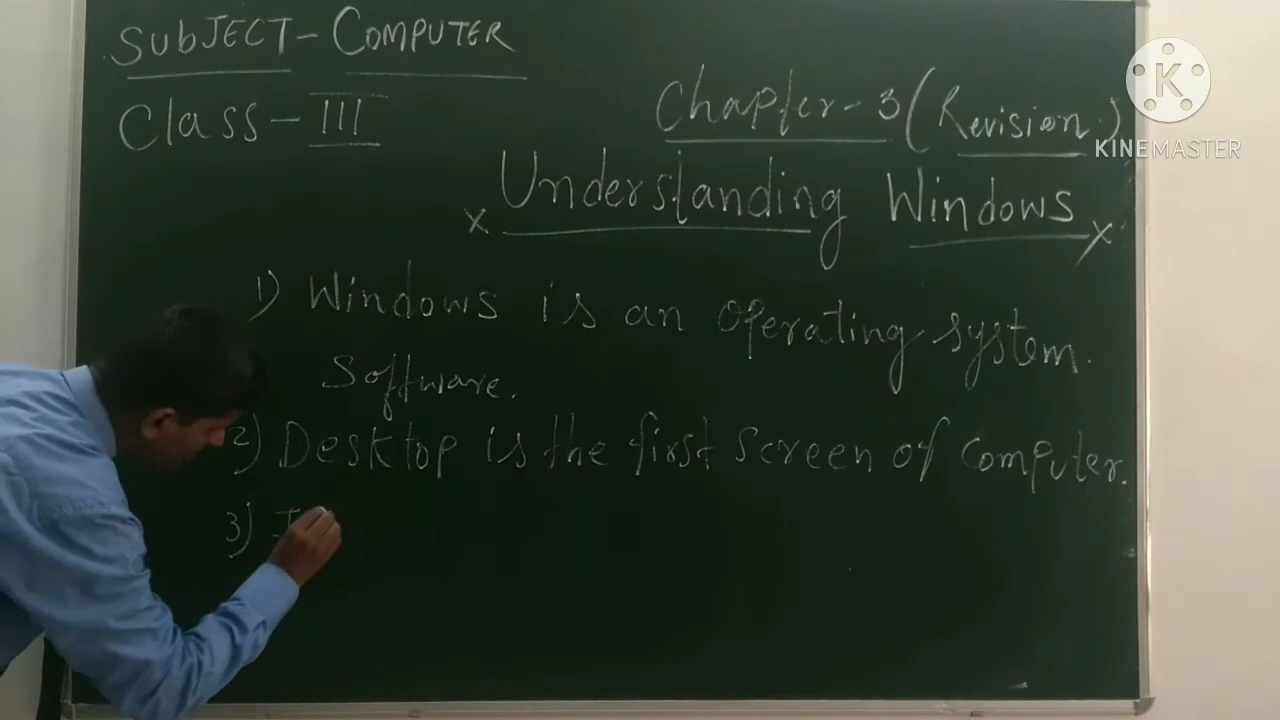 SUbJECT - COMPUTER
Class - III
Chapter - 3 (Revision.)
x Understanding Windows x
1) Windows is an operating system.
Software.
2) Desktop is the first screen of computer.
3) I
K
KINEMASTER